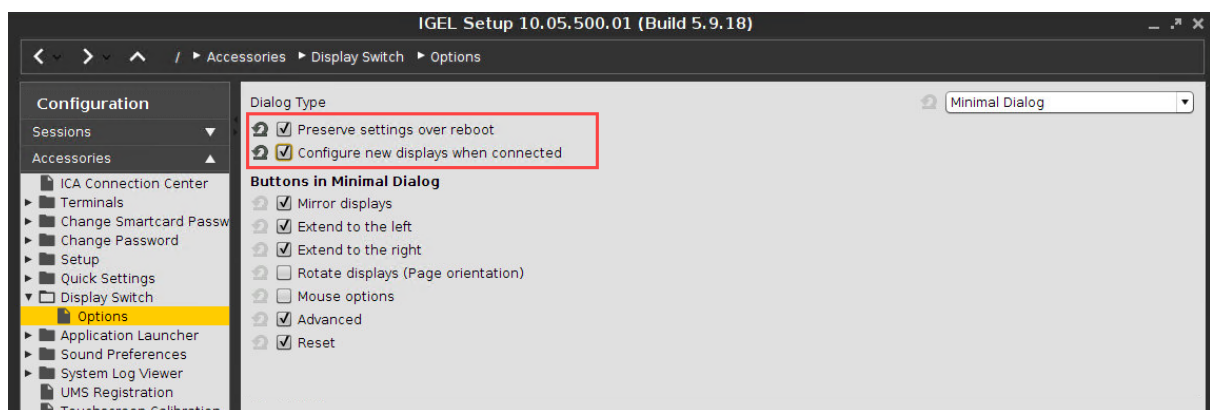 IGEL Setup 10.05.500.01 (Build 5.9.18)
/ Accessories Display Switch Options
Configuration
Sessions
Accessories
ICA Connection Center
Terminals
Change Smartcard Passw
Change Password
Setup
Quick Settings
Display Switch
Options
Application Launcher
Sound Preferences
System Log Viewer
UMS Registration
Touchscreen Calibration
Dialog Type
Minimal Dialog
Preserve settings over reboot
Configure new displays when connected
Buttons in Minimal Dialog
Mirror displays
Extend to the left
Extend to the right
Rotate displays (Page orientation)
Mouse options
Advanced
Reset